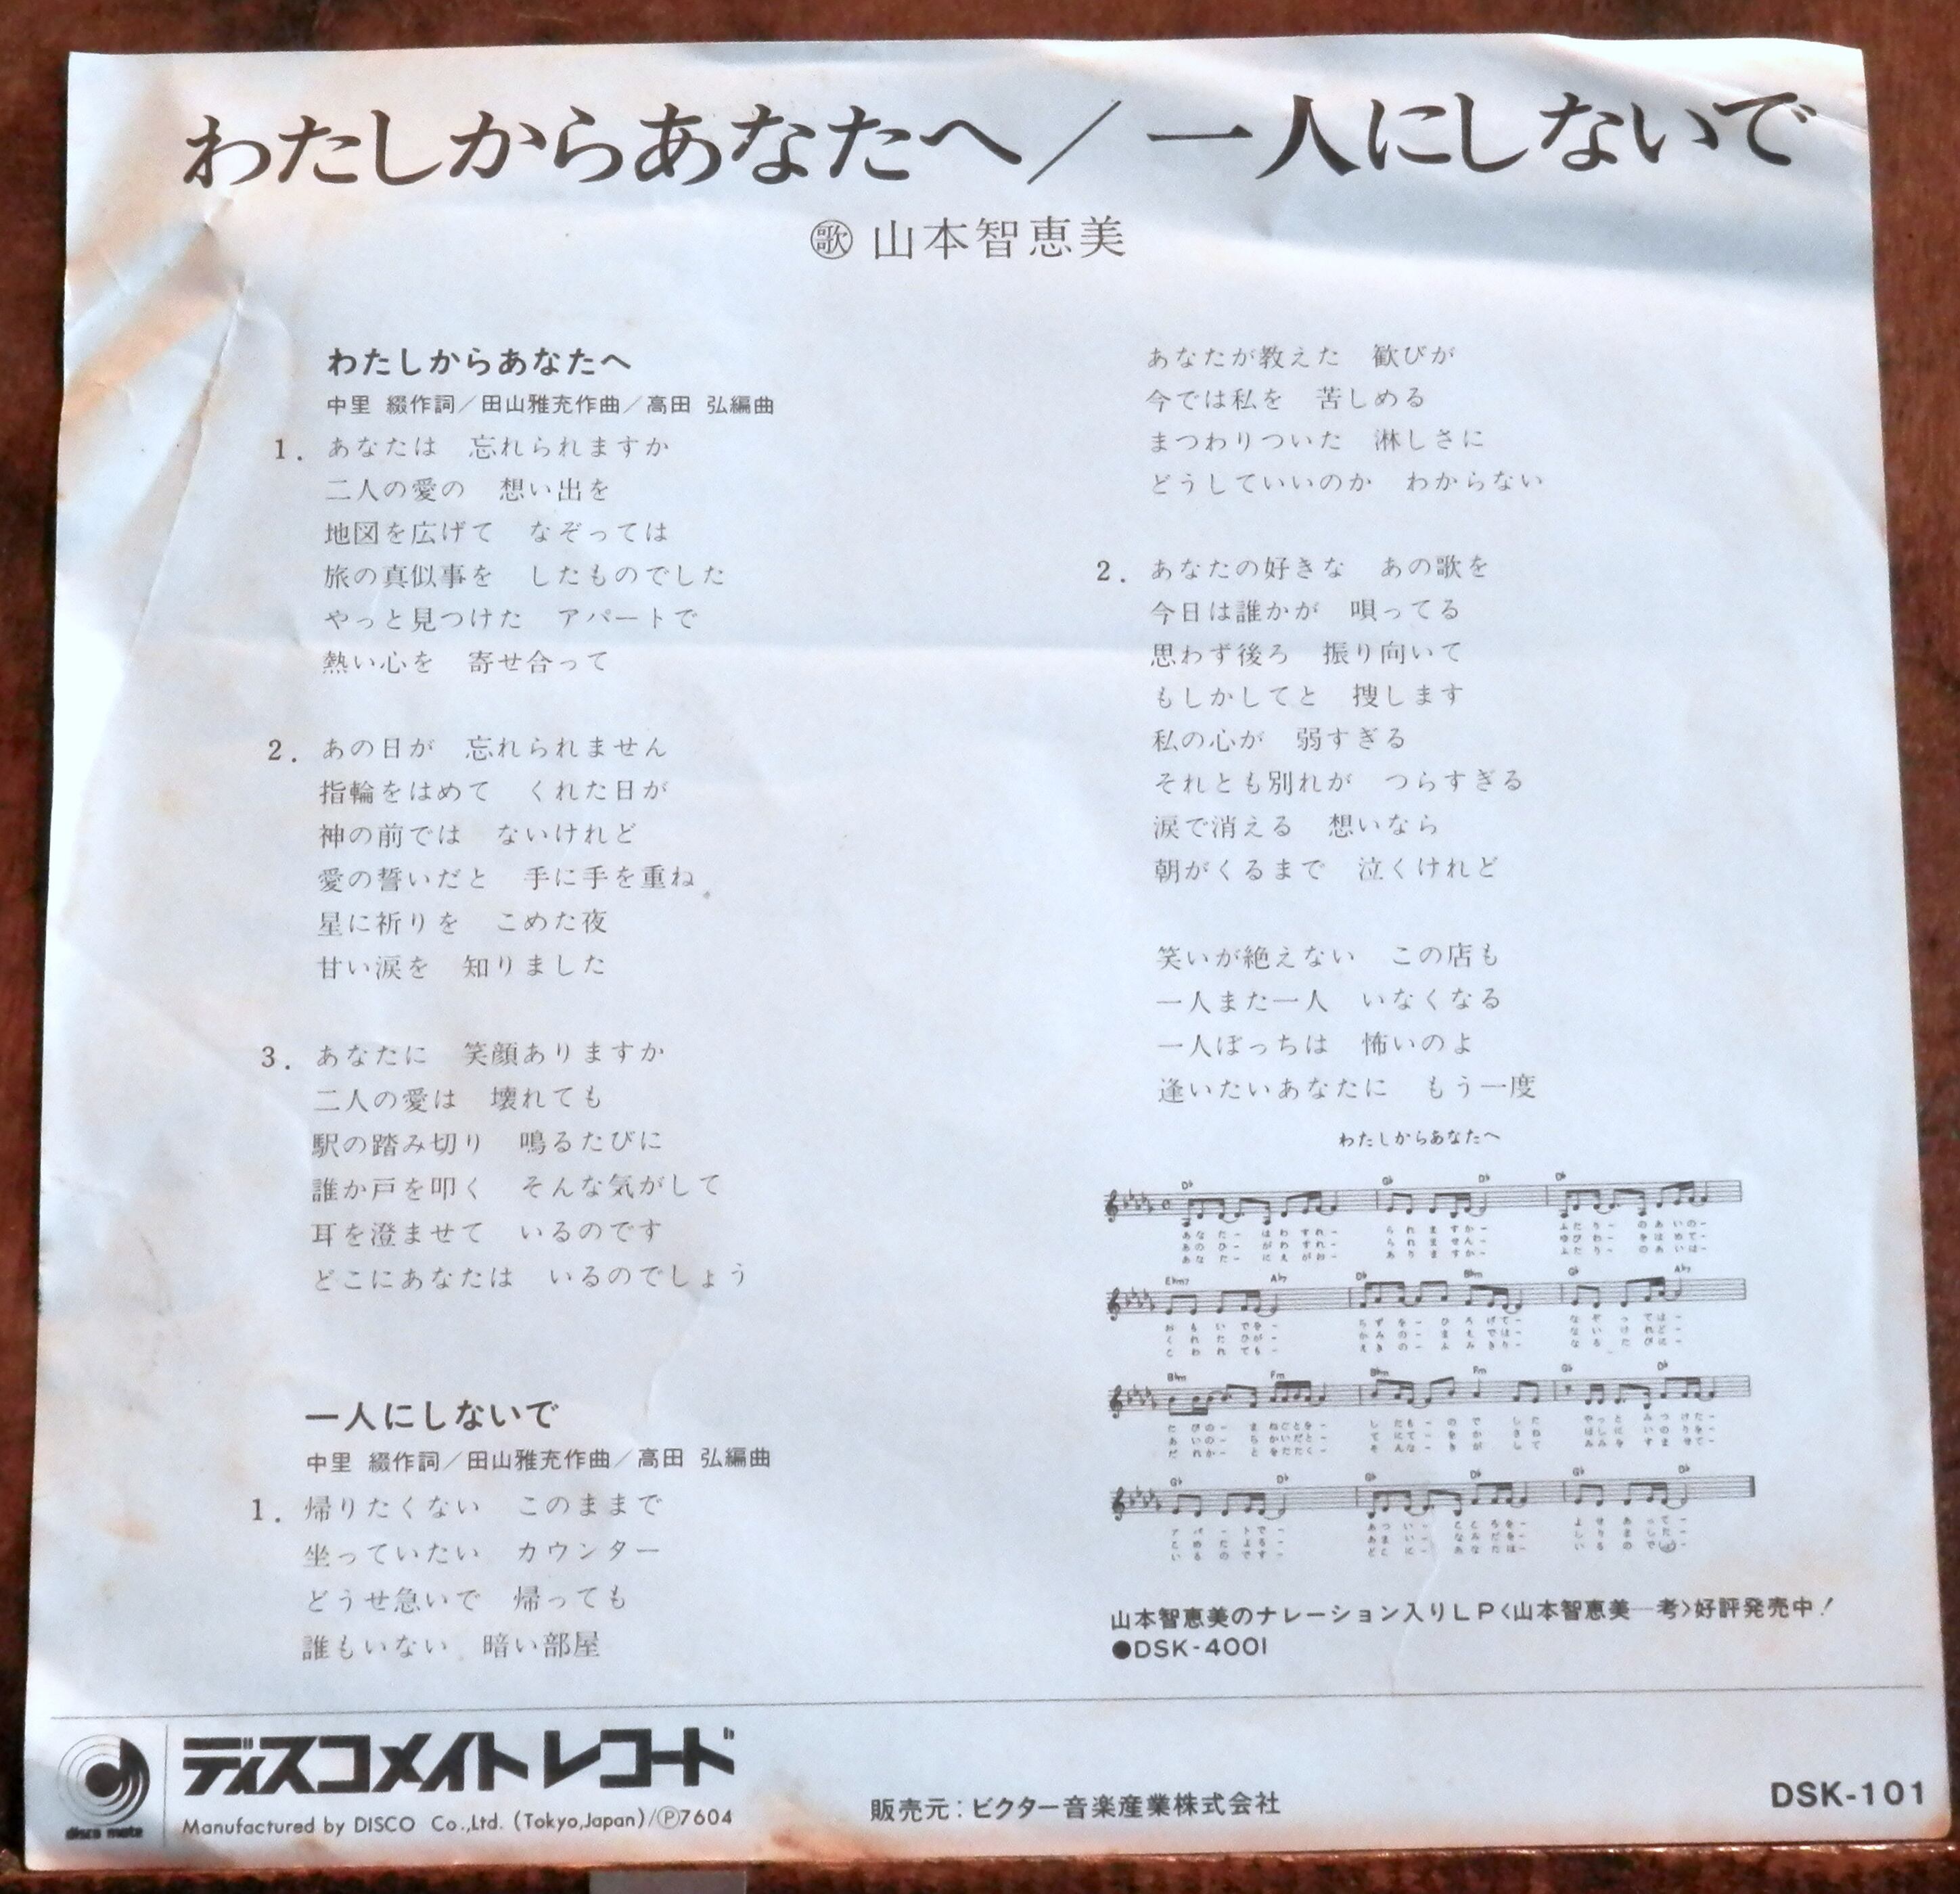 わたしからあなたへ／一人にしないで
㊙歌 山本智恵美
わたしからあなたへ
中里 綴作詞／田山雅充作曲／高田 弘編曲
1. あなたは 忘れられますか
二人の愛の 想い出を
地図を広げて なぞっては
旅の真似事を したものでした
やっと見つけた アパートで
熱い心を 寄せ合って
2. あの日が 忘れられません
指輪をはめて くれた日が
神の前では ないけれど
愛の誓いだと 手に手を重ね
星に祈りを こめた夜
甘い涙を 知りました
3. あなたに 笑顔ありますか
二人の愛は 壊れても
駅の踏み切り 鳴るたびに
誰か戸を叩く そんな気がして
耳を澄ませて いるのです
どこにあなたは いるのでしょう
一人にしないで
中里 綴作詞／田山雅充作曲／高田 弘編曲
1. 帰りたくない このままで
坐っていたい カウンター
どうせ急いで 帰っても
誰もいない 暗い部屋
あなたが教えた 歓びが
今では私を 苦しめる
まつわりついた 淋しさに
どうしていいのか わからない
2. あなたの好きな あの歌を
今日は誰かが 唄ってる
思わず後ろ 振り向いて
もしかしてと 捜します
私の心が 弱すぎる
それとも別れが つらすぎる
涙で消える 想いなら
朝がくるまで 泣くけれど
笑いが絶えない この店も
一人また一人 いなくなる
一人ぼっちは 怖いのよ
逢いたいあなたに もう一度
わたしからあなたへ
山本智恵美のナレーション入りＬＰ〈山本智恵美―考〉好評発売中！
●DSK-4001
disco mate
ディスコメイトレコード
Manufactured by DISCO Co.,Ltd. (Tokyo,Japan)/Ⓟ7604
販売元：ビクター音楽産業株式会社
DSK-101